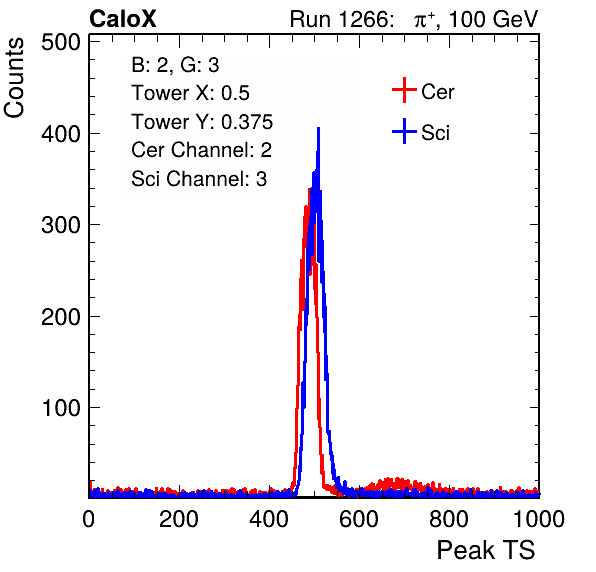 CaloX Run 1266: π⁺, 100 GeV
Counts
500
400
300
200
100
B: 2, G: 3
Tower X: 0.5
Tower Y: 0.375
Cer Channel: 2
Sci Channel: 3
Cer
Sci
0 200 400 600 800 1000
Peak TS